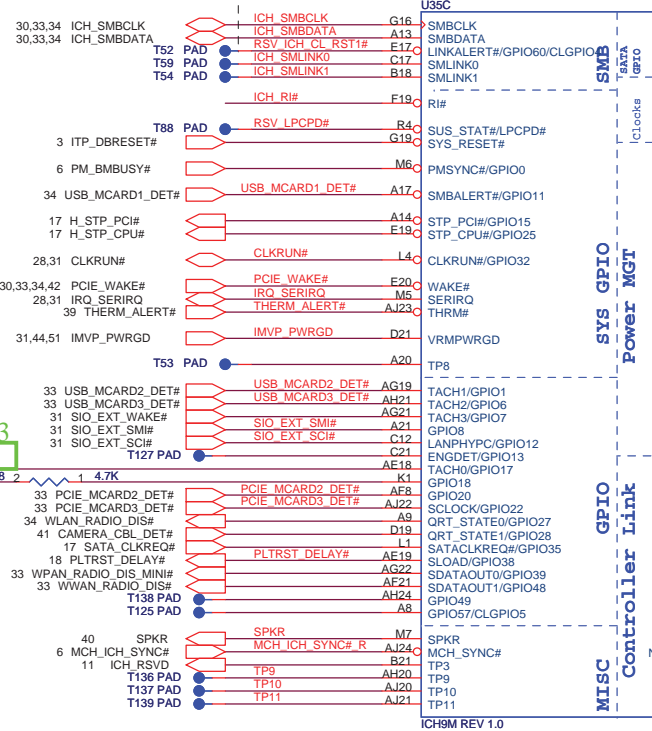 U35C
30,33,34 ICH_SMBCLK ICH_SMBCLK G16 SMBCLK
30,33,34 ICH_SMBDATA ICH_SMBDATA A13 SMBDATA
T52 PAD RSV_ICH_CL_RST1# E17 LINKALERT#/GPIO60/CLGPIO4
T59 PAD ICH_SMLINK0 C17 SMLINK0
T54 PAD ICH_SMLINK1 B18 SMLINK1
SMB
SATA
GPIO
ICH_RI# F19 RI#
T88 PAD RSV_LPCPD# R4 SUS_STAT#/LPCPD#
3 ITP_DBRESET# G19 SYS_RESET#
Clocks
6 PM_BMBUSY# M6 PMSYNC#/GPIO0
34 USB_MCARD1_DET# USB_MCARD1_DET# A17 SMBALERT#/GPIO11
17 H_STP_PCI# A14 STP_PCI#/GPIO15
17 H_STP_CPU# E19 STP_CPU#/GPIO25
28,31 CLKRUN# CLKRUN# L4 CLKRUN#/GPIO32
30,33,34,42 PCIE_WAKE# PCIE_WAKE# E20 WAKE#
28,31 IRQ_SERIRQ IRQ_SERIRQ M5 SERIRQ
39 THERM_ALERT# THERM_ALERT# AJ23 THRM#
31,44,51 IMVP_PWRGD IMVP_PWRGD D21 VRMPWRGD
T53 PAD A20 TP8
SYS GPIO
Power MGT
33 USB_MCARD2_DET# USB_MCARD2_DET# AG19 TACH1/GPIO1
33 USB_MCARD3_DET# USB_MCARD3_DET# AH21 TACH2/GPIO6
31 SIO_EXT_WAKE# AG21 TACH3/GPIO7
31 SIO_EXT_SMI# SIO_EXT_SMI# A21 GPIO8
31 SIO_EXT_SCI# SIO_EXT_SCI# C12 LANPHYPC/GPIO12
T127 PAD C21 ENGDET/GPIO13
AE18 TACH0/GPIO17
3
8 2 1 4.7K K1 GPIO18
33 PCIE_MCARD2_DET# PCIE_MCARD2_DET# AF8 GPIO20
33 PCIE_MCARD3_DET# PCIE_MCARD3_DET# AJ22 SCLOCK/GPIO22
34 WLAN_RADIO_DIS# A9 QRT_STATE0/GPIO27
41 CAMERA_CBL_DET# D19 QRT_STATE1/GPIO28
17 SATA_CLKREQ# L1 SATACLKREQ#/GPIO35
18 PLTRST_DELAY# PLTRST_DELAY# AE19 SLOAD/GPIO38
33 WPAN_RADIO_DIS_MINI# AG22 SDATAOUT0/GPIO39
33 WWAN_RADIO_DIS# AF21 SDATAOUT1/GPIO48
T138 PAD AH24 GPIO49
T125 PAD A8 GPIO57/CLGPIO5
GPIO
Controller Link
40 SPKR SPKR M7 SPKR
6 MCH_ICH_SYNC# MCH_ICH_SYNC#_R AJ24 MCH_SYNC#
11 ICH_RSVD B21 TP3
T136 PAD TP9 AH20 TP9
T137 PAD TP10 AJ20 TP10
T139 PAD TP11 AJ21 TP11
MISC
ICH9M REV 1.0